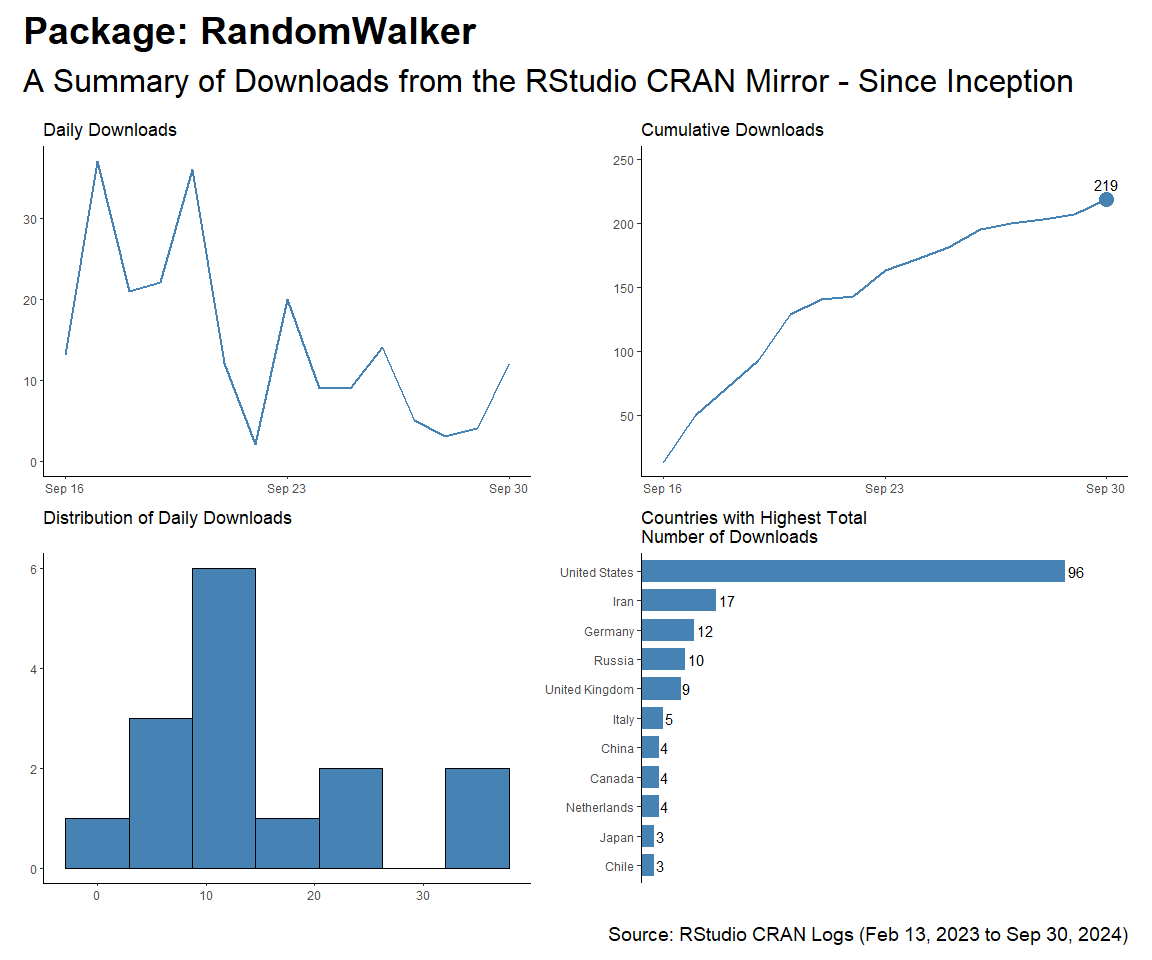 Package: RandomWalker
A Summary of Downloads from the RStudio CRAN Mirror - Since Inception
Daily Downloads
30
20
10
0
Sep 16
Sep 23
Sep 30
Cumulative Downloads
250
200
150
100
50
219
Sep 16
Sep 23
Sep 30
Distribution of Daily Downloads
6
4
2
0
0
10
20
30
Countries with Highest Total
Number of Downloads
United States 96
Iran 17
Germany 12
Russia 10
United Kingdom 9
Italy 5
China 4
Canada 4
Netherlands 4
Japan 3
Chile 3
Source: RStudio CRAN Logs (Feb 13, 2023 to Sep 30, 2024)